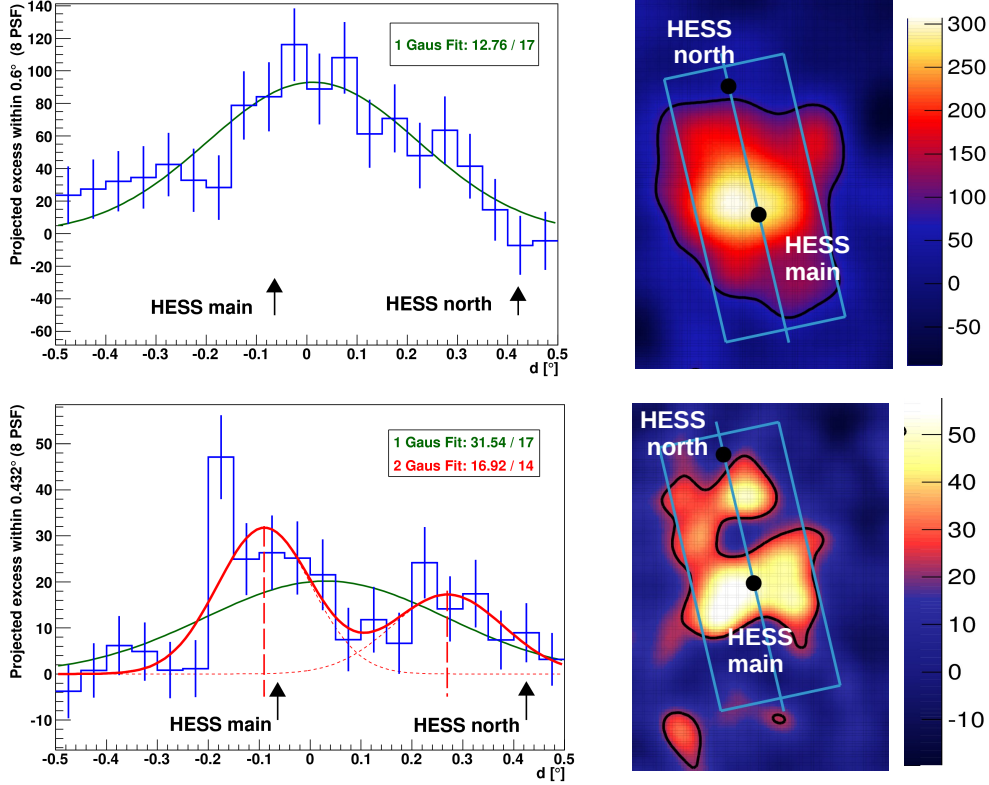 Projected excess within 0.6° (8 PSF)
140
120
100
80
60
40
20
0
-20
-40
-60
1 Gaus Fit: 12.76 / 17
HESS main
HESS north
-0.5 -0.4 -0.3 -0.2 -0.1 0 0.1 0.2 0.3 0.4 0.5
d [°]
HESS
north
HESS
main
300
250
200
150
100
50
0
-50
Projected excess within 0.432° (8 PSF)
50
40
30
20
10
0
-10
1 Gaus Fit: 31.54 / 17
2 Gaus Fit: 16.92 / 14
HESS main
HESS north
-0.5 -0.4 -0.3 -0.2 -0.1 0 0.1 0.2 0.3 0.4 0.5
d [°]
HESS
north
HESS
main
50
40
30
20
10
0
-10